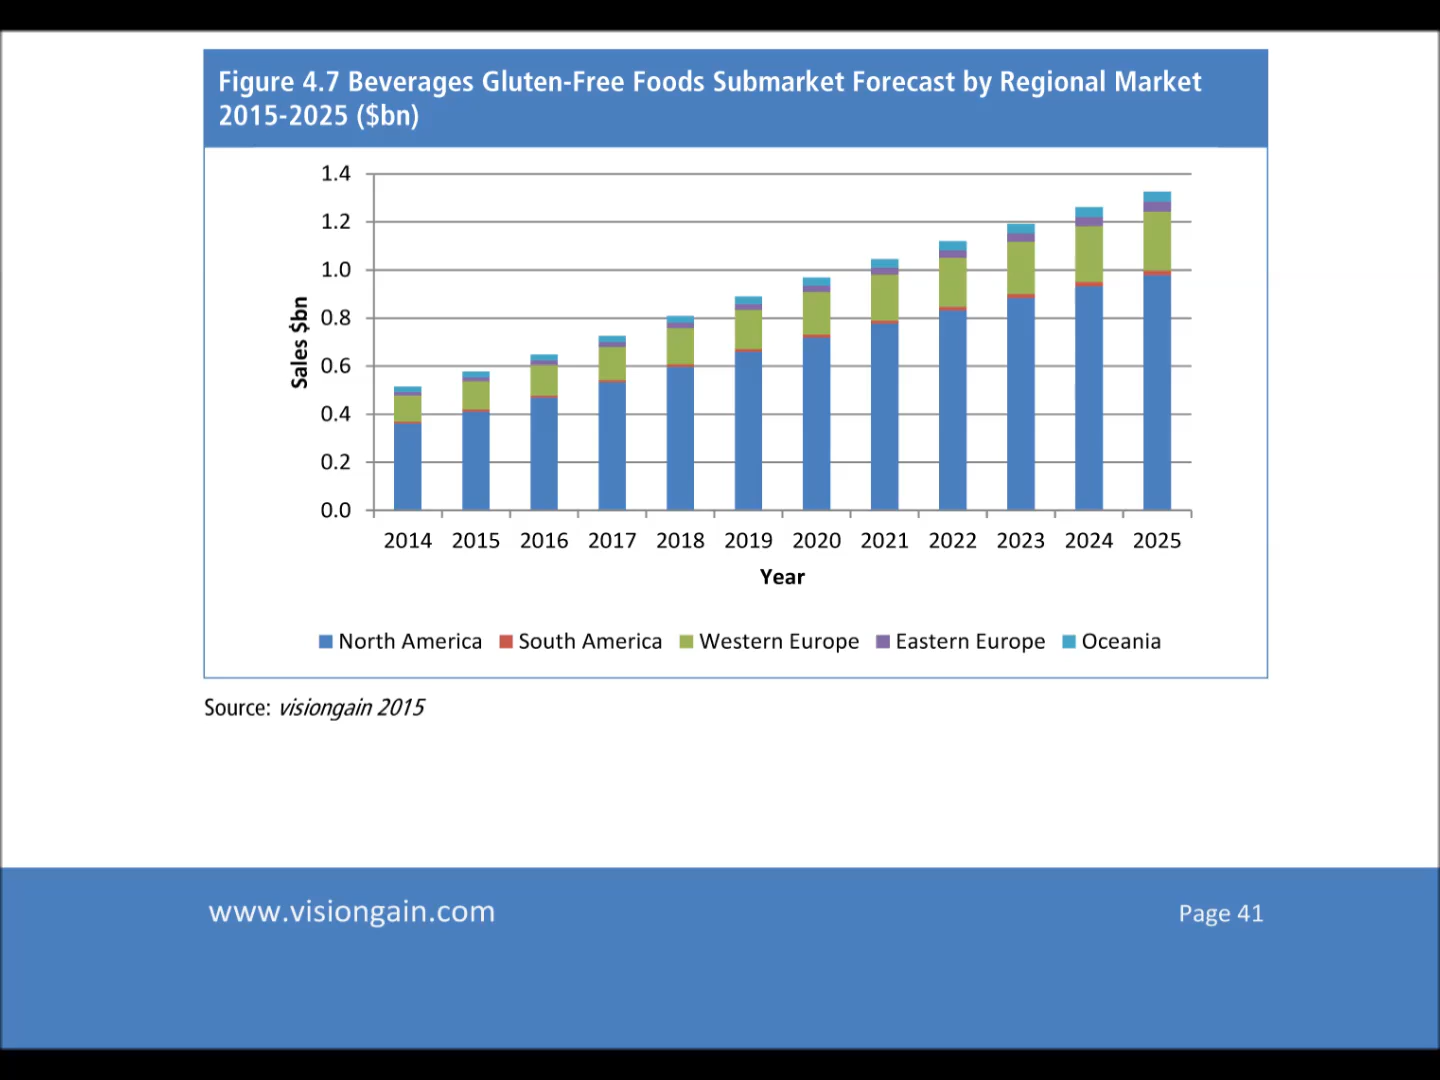 Figure 4.7 Beverages Gluten-Free Foods Submarket Forecast by Regional Market
2015-2025 ($bn)
1.4
1.2
1.0
0.8
0.6
0.4
0.2
0.0
Sales $bn
2014 2015 2016 2017 2018 2019 2020 2021 2022 2023 2024 2025
Year
North America South America Western Europe Eastern Europe Oceania
Source: visiongain 2015
www.visiongain.com Page 41